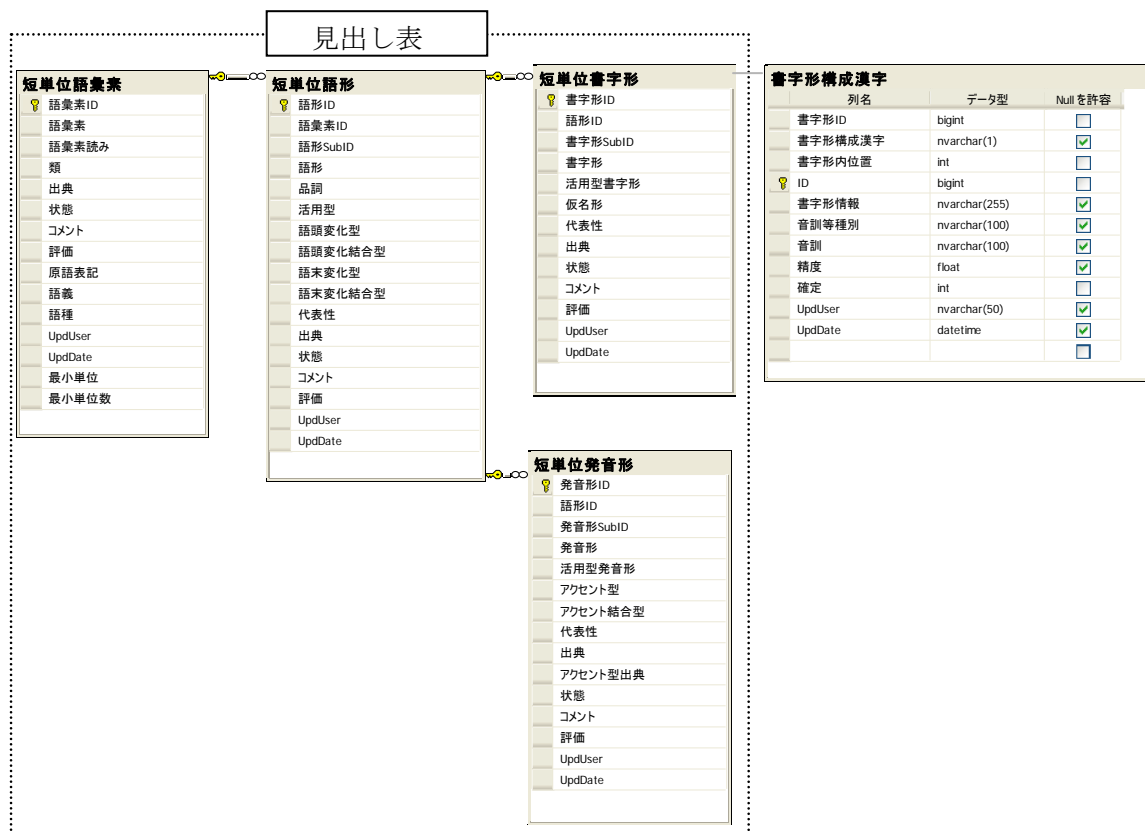 見出し表
短単位語彙素
語彙素ID
語彙素
語彙素読み
類
出典
状態
コメント
評価
原語表記
語義
語種
UpdUser
UpdDate
最小単位
最小単位数
短単位語形
語形ID
語彙素ID
語形SubID
語形
品詞
活用型
語頭変化型
語頭変化結合型
語末変化型
語末変化結合型
代表性
出典
状態
コメント
評価
UpdUser
UpdDate
短単位書字形
書字形ID
語形ID
書字形SubID
書字形
活用型書字形
仮名形
代表性
出典
状態
コメント
評価
UpdUser
UpdDate
書字形構成漢字
列名 データ型 Nullを許容
書字形ID bigint
書字形構成漢字 nvarchar(1)
書字形内位置 int
ID bigint
書字形情報 nvarchar(255)
音訓等種別 nvarchar(100)
音訓 nvarchar(100)
精度 float
確定 int
UpdUser nvarchar(50)
UpdDate datetime
短単位発音形
発音形ID
語形ID
発音形SubID
発音形
活用型発音形
アクセント型
アクセント結合型
代表性
出典
アクセント型出典
状態
コメント
評価
UpdUser
UpdDate